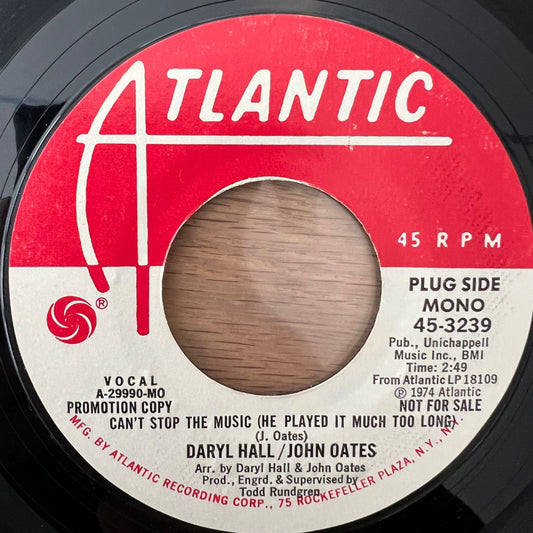 ATLANTIC
45 RPM
®
PLUG SIDE
MONO
45-3239
Pub., Unichappell
Music Inc., BMI
Time: 2:49
From Atlantic LP 18109
℗ 1974 Atlantic
NOT FOR SALE
VOCAL
A-29990-MO
PROMOTION COPY
CAN'T STOP THE MUSIC (HE PLAYED IT MUCH TOO LONG)
(J. Oates)
DARYL HALL/JOHN OATES
Arr. by Daryl Hall & John Oates
Prod., Engrd. & Supervised by
Todd Rundgren
MFG. BY ATLANTIC RECORDING CORP., 75 ROCKEFELLER PLAZA, N.Y., N.Y.